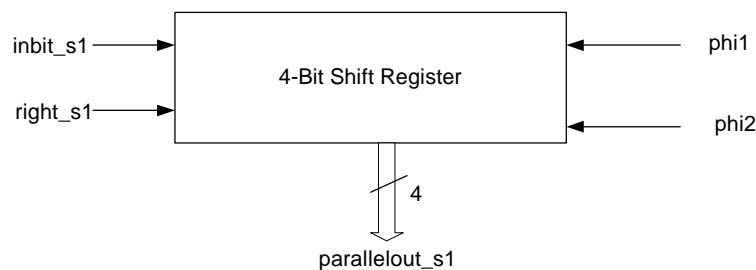 inbit_s1
right_s1
4-Bit Shift Register
phi1
phi2
4
parallelout_s1